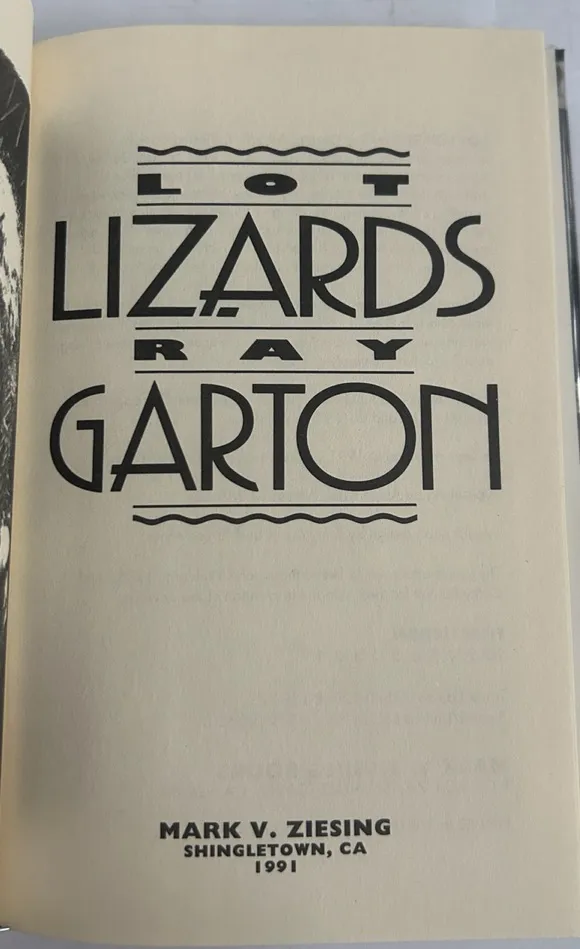 LOT
LIZARDS
RAY
GARTON
MARK V. ZIESING
SHINGLETOWN, CA
1991